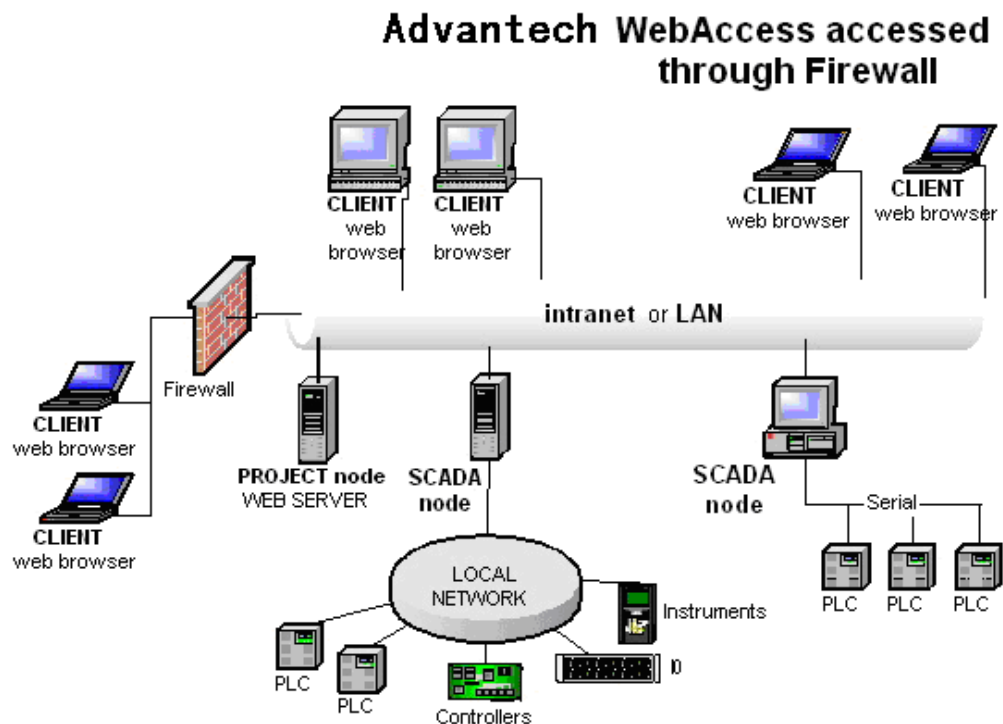 Advantech WebAccess accessed
through Firewall
CLIENT
web
browser
CLIENT
web
browser
CLIENT
web browser
CLIENT
web browser
intranet or LAN
Firewall
CLIENT
web browser
CLIENT
web browser
PROJECT node
WEB SERVER
SCADA
node
SCADA
node
Serial
PLC
PLC
PLC
LOCAL
NETWORK
Instruments
IO
PLC
PLC
Controllers